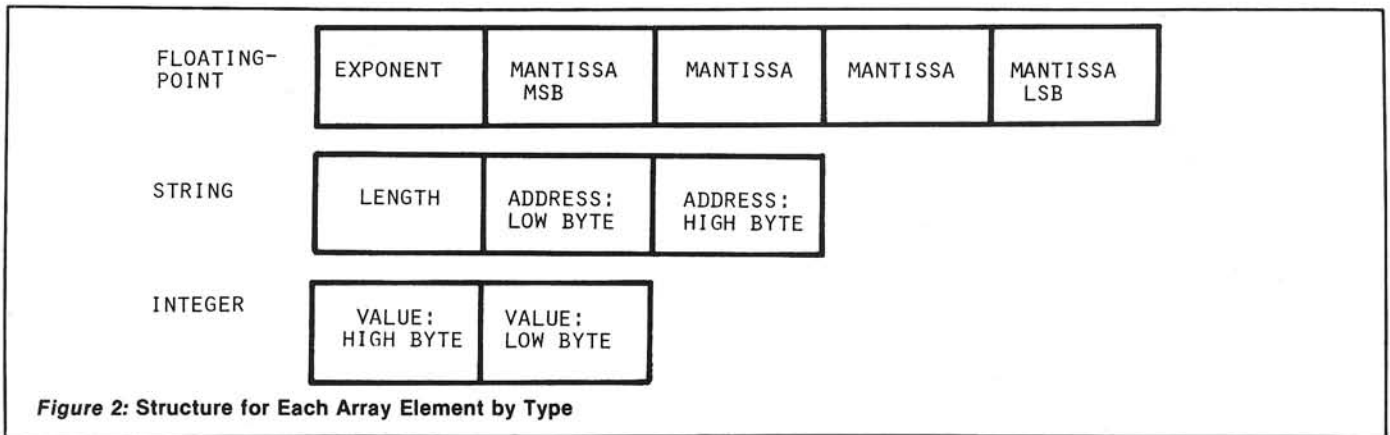 FLOATING-
POINT
EXPONENT
MANTISSA
MSB
MANTISSA
MANTISSA
MANTISSA
LSB
STRING
LENGTH
ADDRESS:
LOW BYTE
ADDRESS:
HIGH BYTE
INTEGER
VALUE:
HIGH BYTE
VALUE:
LOW BYTE
Figure 2: Structure for Each Array Element by Type